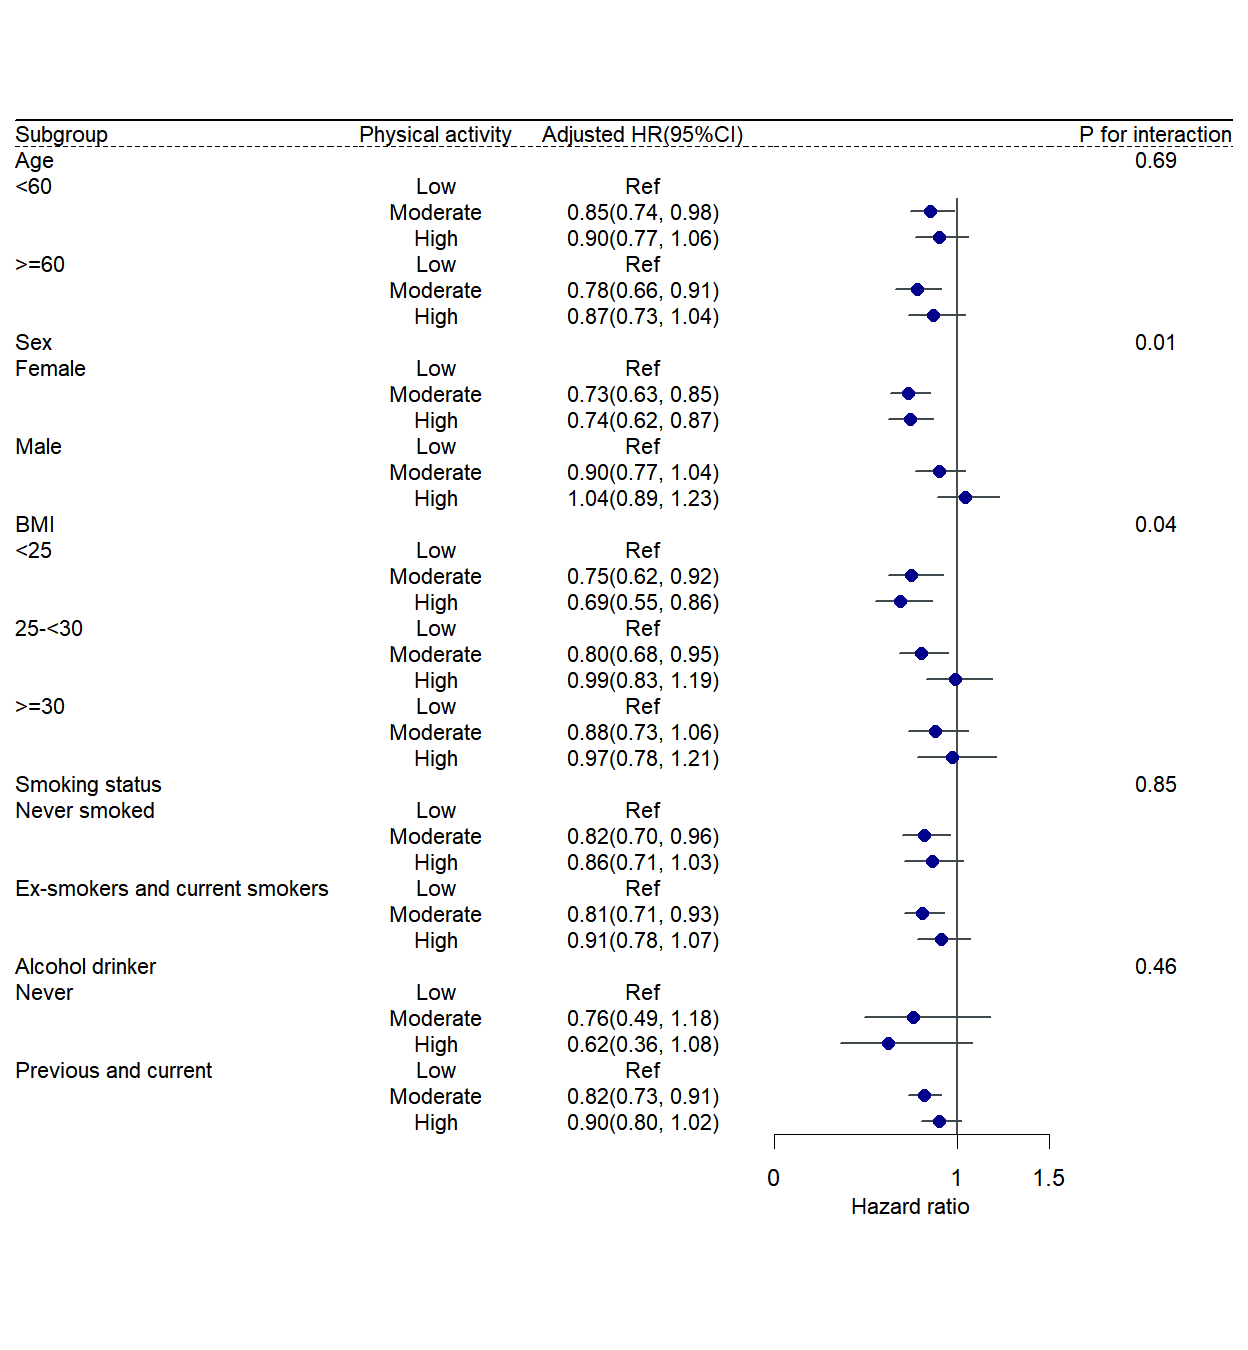 Subgroup Physical activity Adjusted HR(95%CI) P for interaction
Age 0.69
<60 Low Ref
Moderate 0.85(0.74, 0.98)
High 0.90(0.77, 1.06)
>=60 Low Ref
Moderate 0.78(0.66, 0.91)
High 0.87(0.73, 1.04)
Sex 0.01
Female Low Ref
Moderate 0.73(0.63, 0.85)
High 0.74(0.62, 0.87)
Male Low Ref
Moderate 0.90(0.77, 1.04)
High 1.04(0.89, 1.23)
BMI 0.04
<25 Low Ref
Moderate 0.75(0.62, 0.92)
High 0.69(0.55, 0.86)
25-<30 Low Ref
Moderate 0.80(0.68, 0.95)
High 0.99(0.83, 1.19)
>=30 Low Ref
Moderate 0.88(0.73, 1.06)
High 0.97(0.78, 1.21)
Smoking status 0.85
Never smoked Low Ref
Moderate 0.82(0.70, 0.96)
High 0.86(0.71, 1.03)
Ex-smokers and current smokers Low Ref
Moderate 0.81(0.71, 0.93)
High 0.91(0.78, 1.07)
Alcohol drinker 0.46
Never Low Ref
Moderate 0.76(0.49, 1.18)
High 0.62(0.36, 1.08)
Previous and current Low Ref
Moderate 0.82(0.73, 0.91)
High 0.90(0.80, 1.02)
0 1 1.5
Hazard ratio